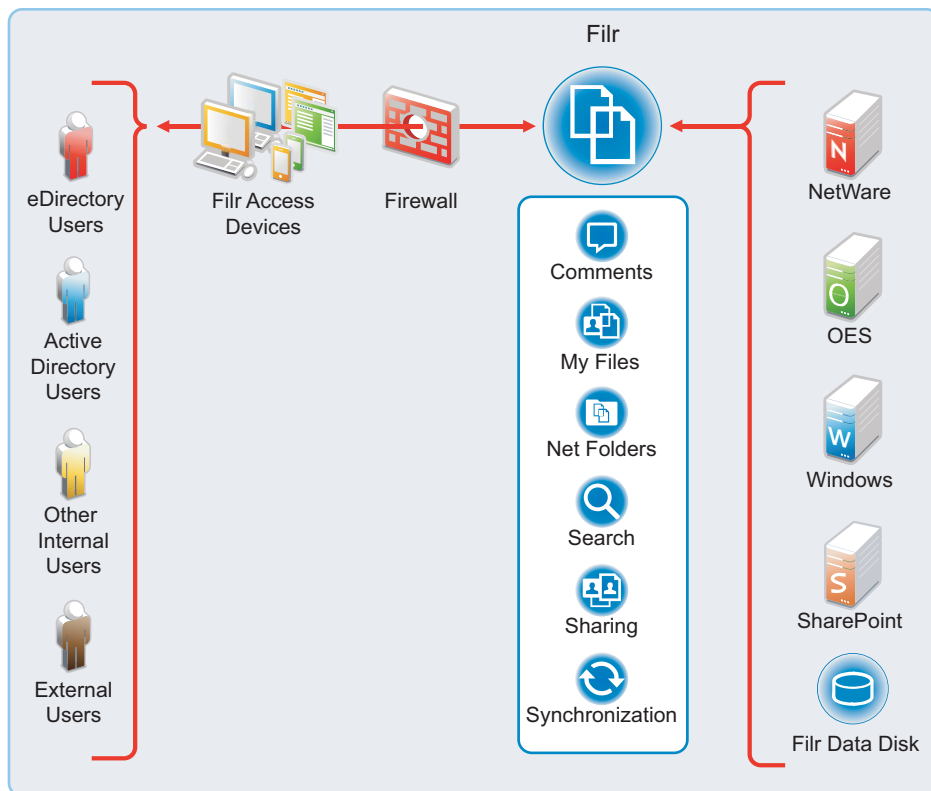 Filr
eDirectory
Users
Active
Directory
Users
Other
Internal
Users
External
Users
Filr Access
Devices
Firewall
Comments
My Files
Net Folders
Search
Sharing
Synchronization
N
NetWare
O
OES
W
Windows
S
SharePoint
Filr Data Disk